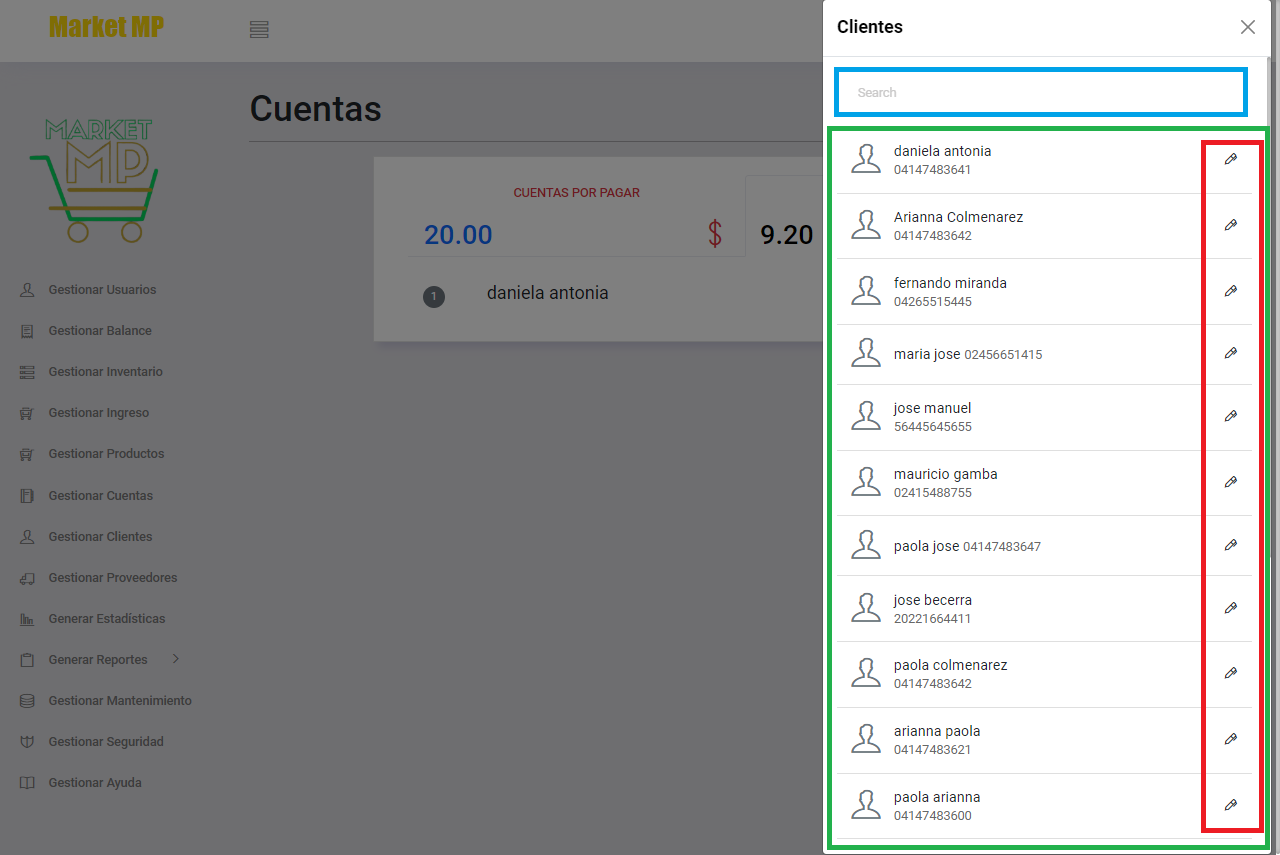 Market MP
MARKET
MP
Gestionar Usuarios
Gestionar Balance
Gestionar Inventario
Gestionar Ingreso
Gestionar Productos
Gestionar Cuentas
Gestionar Clientes
Gestionar Proveedores
Generar Estadísticas
Generar Reportes
Gestionar Mantenimiento
Gestionar Seguridad
Gestionar Ayuda
Cuentas
CUENTAS POR PAGAR
20.00 $
9.20
1 daniela antonia
Clientes
Search
daniela antonia
04147483641
Arianna Colmenarez
04147483642
fernando miranda
04265515445
maria jose 02456651415
jose manuel
56445645655
mauricio gamba
02415488755
paola jose 04147483647
jose becerra
20221664411
paola colmenarez
04147483642
arianna paola
04147483621
paola arianna
04147483600